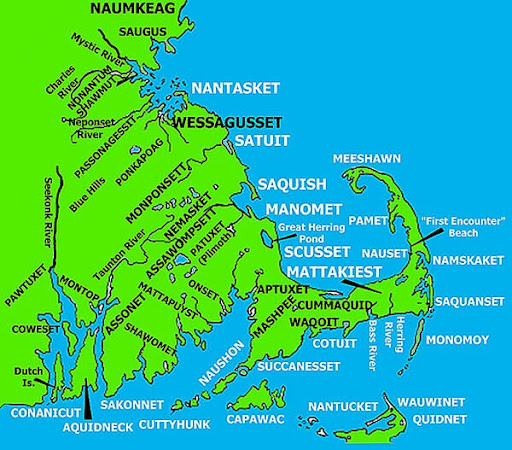 NAUMKEAG
SAUGUS
Mystic River
Charles
River
NONANTUM
SHAWMUT
NANTASKET
Neponset
River
WESSAGUSSET
PASSONAGESSIT
SATUIT
PONKAPOAG
Blue Hills
MEESHAWN
MONPONSETT
SAQUISH
NEMASKET
MANOMET
PAMET
"First Encounter"
Beach
Seekonk River
ASSAWOMPSETT
Great Herring
Pond
PATUXET
(Plimoth)
Taunton River
SCUSSET
NAUSET
NAMSKAKET
MATTAKIEST
PAWTUXET
MONTOP
ONSET
APTUXET
MATTAPUYST
CUMMAQUID
SAQUANSET
ASSONET
MASHPEE
WAQOIT
COWESET
SHAWOMET
COTUIT
Bass River
Herring
River
MONOMOY
NAUSHON
SUCCANESSET
Dutch
Is.
CONANICUT
SAKONNET
AQUIDNECK
CUTTYHUNK
CAPAWAC
NANTUCKET
WAUWINET
QUIDNET